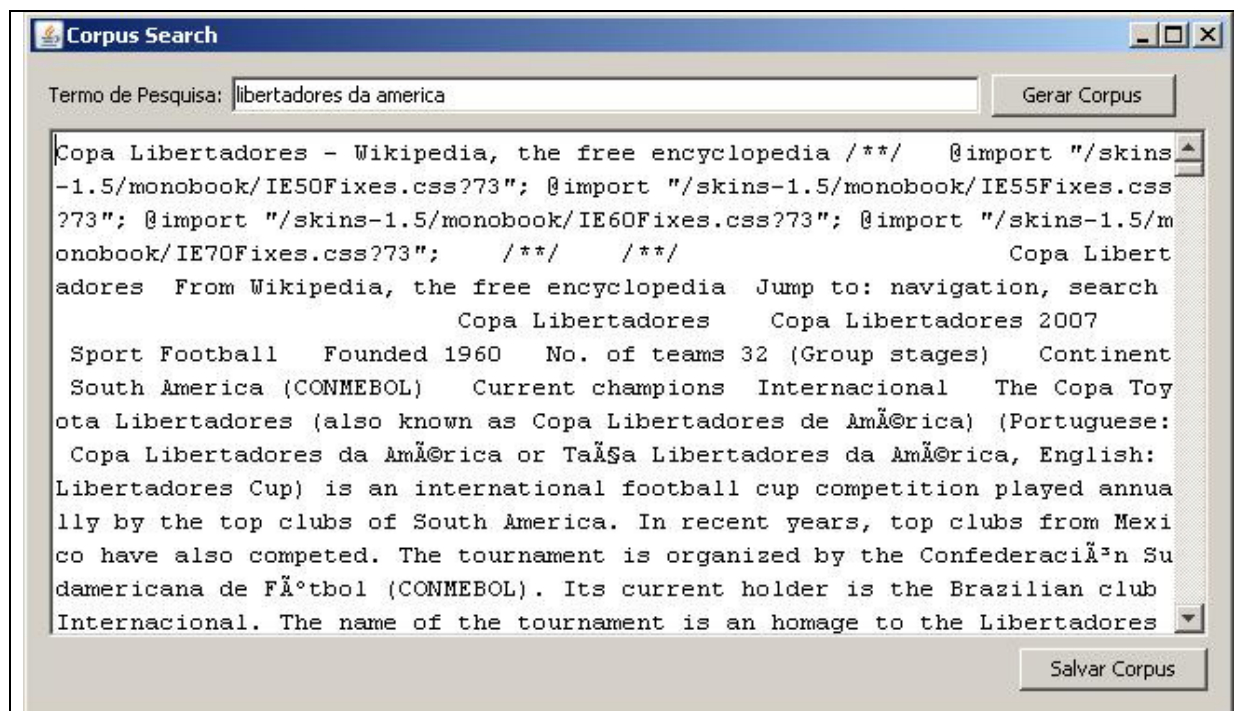 Corpus Search
Termo de Pesquisa: libertadores da america Gerar Corpus
Copa Libertadores - Wikipedia, the free encyclopedia /**/ @import "/skins
-1.5/monobook/IE50Fixes.css?73"; @import "/skins-1.5/monobook/IE55Fixes.css
?73"; @import "/skins-1.5/monobook/IE60Fixes.css?73"; @import "/skins-1.5/m
onobook/IE70Fixes.css?73"; /**/ /**/ Copa Libert
adores From Wikipedia, the free encyclopedia Jump to: navigation, search
Copa Libertadores Copa Libertadores 2007
Sport Football Founded 1960 No. of teams 32 (Group stages) Continent
South America (CONMEBOL) Current champions Internacional The Copa Toy
ota Libertadores (also known as Copa Libertadores de AmÃ©rica) (Portuguese:
Copa Libertadores da AmÃ©rica or TaÃ§a Libertadores da AmÃ©rica, English:
Libertadores Cup) is an international football cup competition played annua
lly by the top clubs of South America. In recent years, top clubs from Mexi
co have also competed. The tournament is organized by the ConfederaciÃ³n Su
damericana de FÃºtbol (CONMEBOL). Its current holder is the Brazilian club
Internacional. The name of the tournament is an homage to the Libertadores
Salvar Corpus